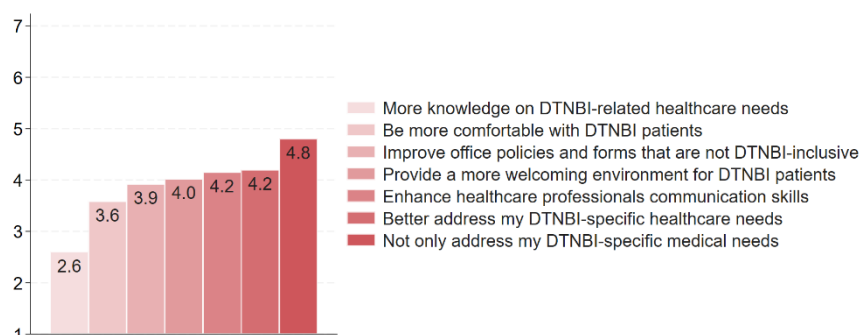 7
6
5
4
3
2
1
2.6
3.6
3.9
4.0
4.2
4.2
4.8
More knowledge on DTNBI-related healthcare needs
Be more comfortable with DTNBI patients
Improve office policies and forms that are not DTNBI-inclusive
Provide a more welcoming environment for DTNBI patients
Enhance healthcare professionals communication skills
Better address my DTNBI-specific healthcare needs
Not only address my DTNBI-specific medical needs